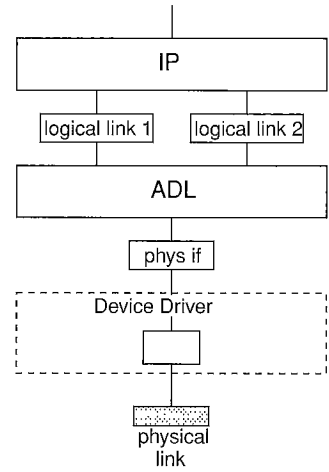 IP
logical link 1
logical link 2
ADL
phys if
Device Driver
physical
link